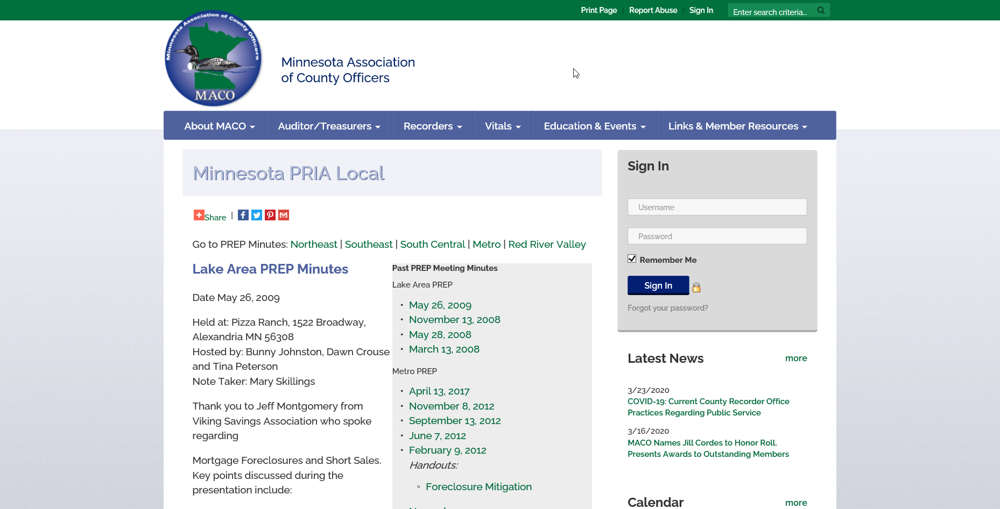 Print Page
Report Abuse
Sign In
Enter search criteria...
Minnesota Association of County Officers
MACO
Minnesota Association
of County Officers
About MACO
Auditor/Treasurers
Recorders
Vitals
Education & Events
Links & Member Resources
Minnesota PRIA Local
Share |
Go to PREP Minutes: Northeast | Southeast | South Central | Metro | Red River Valley
Lake Area PREP Minutes
Date May 26, 2009
Held at: Pizza Ranch, 1522 Broadway,
Alexandria MN 56308
Hosted by: Bunny Johnston, Dawn Crouse
and Tina Peterson
Note Taker: Mary Skillings
Thank you to Jeff Montgomery from
Viking Savings Association who spoke
regarding
Mortgage Foreclosures and Short Sales.
Key points discussed during the
presentation include:
Past PREP Meeting Minutes
Lake Area PREP
• May 26, 2009
• November 13, 2008
• May 28, 2008
• March 13, 2008
Metro PREP
• April 13, 2017
• November 8, 2012
• September 13, 2012
• June 7, 2012
• February 9, 2012
Handouts:
◦ Foreclosure Mitigation
Sign In
Username
Password
Remember Me
Sign In
Forgot your password?
Latest News
more
3/23/2020
COVID-19: Current County Recorder Office
Practices Regarding Public Service
3/16/2020
MACO Names Jill Cordes to Honor Roll,
Presents Awards to Outstanding Members
Calendar
more